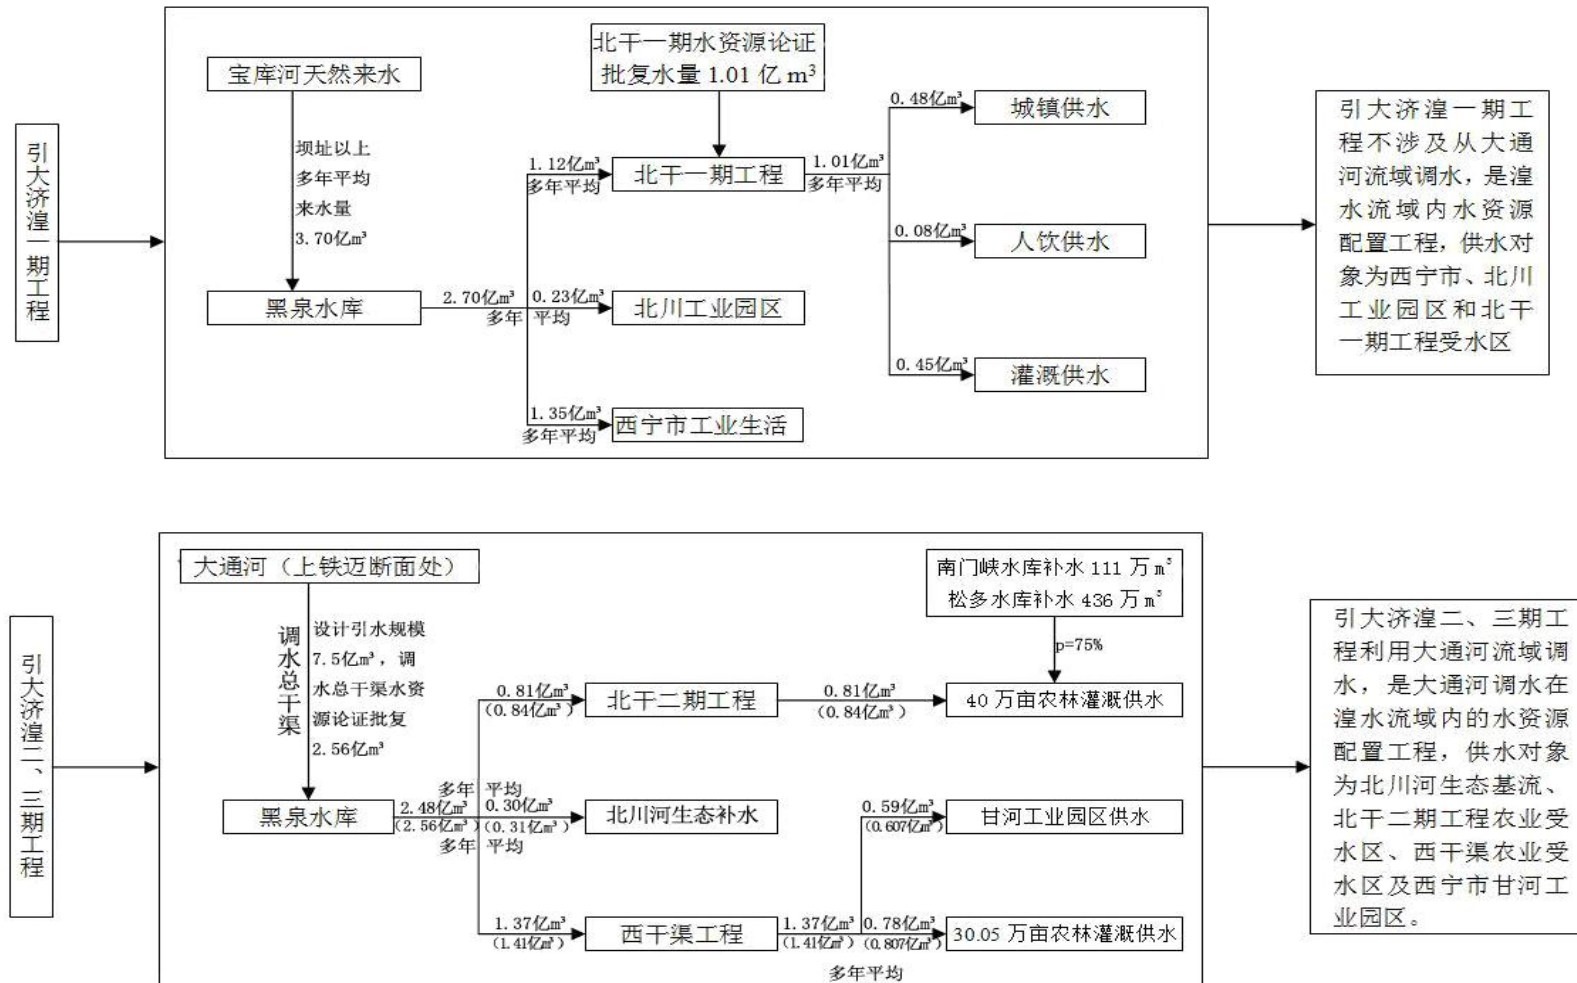 引大济湟一期工程
宝库河天然来水
坝址以上
多年平均
来水量
3.70亿m³
黑泉水库
2.70亿m³
多年 平均
北干一期水资源论证
批复水量 1.01 亿 m³
1.12亿m³
多年平均
北干一期工程
0.23亿m³
北川工业园区
1.35亿m³
多年平均
西宁市工业生活
1.01亿m³
多年平均
0.48亿m³
城镇供水
0.08亿m³
人饮供水
0.45亿m³
灌溉供水
引大济湟一期工
程不涉及从大通
河流域调水，是湟
水流域内水资源
配置工程，供水对
象为西宁市、北川
工业园区和北干
一期工程受水区
引大济湟二、三期工程
大通河（上铁迈断面处）
调水总干渠
设计引水规模
7.5亿m³，调
水总干渠水资
源论证批复
2.56亿m³
黑泉水库
多年 平均
2.48亿m³
(2.56亿m³)
多年 平均
0.81亿m³
(0.84亿m³)
北干二期工程
0.81亿m³
(0.84亿m³)
南门峡水库补水 111 万 m³
松多水库补水 436 万 m³
p=75%
40 万亩农林灌溉供水
0.30亿m³
(0.31亿m³)
北川河生态补水
1.37亿m³
(1.41亿m³)
西干渠工程
1.37亿m³
(1.41亿m³)
0.59亿m³
(0.607亿m³)
甘河工业园区供水
0.78亿m³
(0.807亿m³)
30.05 万亩农林灌溉供水
多年平均
引大济湟二、三期工
程利用大通河流域调
水，是大通河调水在
湟水流域内的水资源
配置工程，供水对象
为北川河生态基流、
北干二期工程农业受
水区、西干渠农业受
水区及西宁市甘河工
业园区。